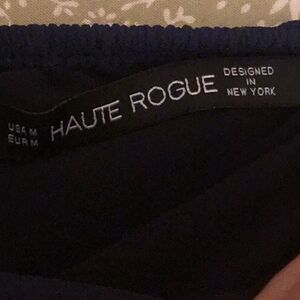 USA M
EUR M
HAUTE ROGUE
DESIGNED
IN
NEW YORK